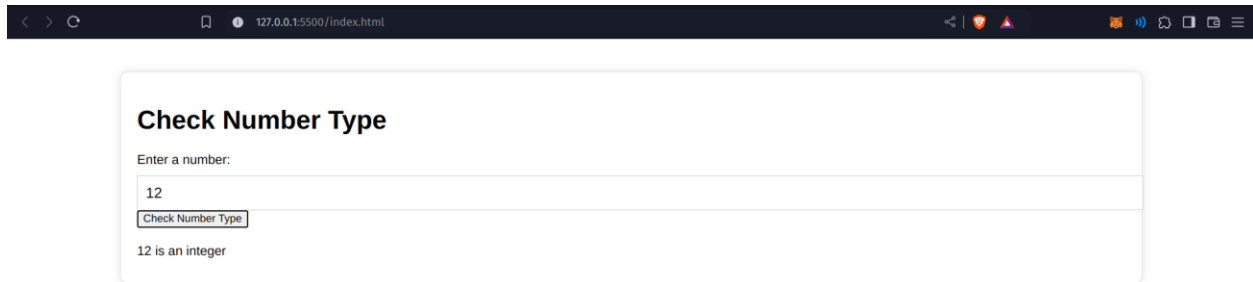 127.0.0.1:5500/index.html
Check Number Type
Enter a number:
12
Check Number Type
12 is an integer